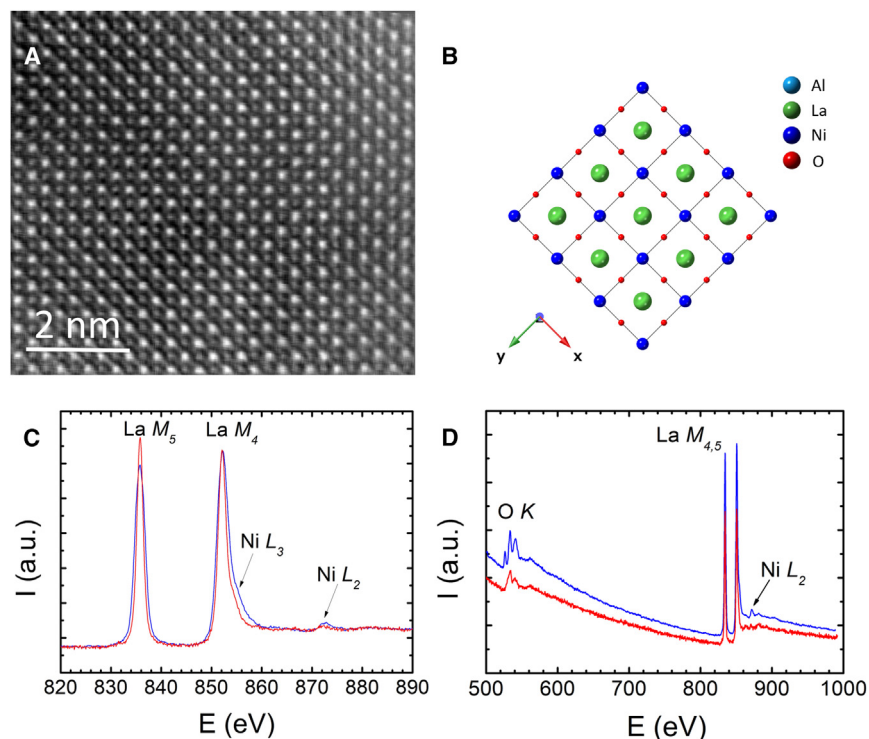 A
2 nm
B
Al
La
Ni
O
y
x
C
La M5
La M4
Ni L3
Ni L2
I (a.u.)
820 830 840 850 860 870 880 890
E (eV)
D
La M4,5
O K
Ni L2
I (a.u.)
500 600 700 800 900 1000
E (eV)